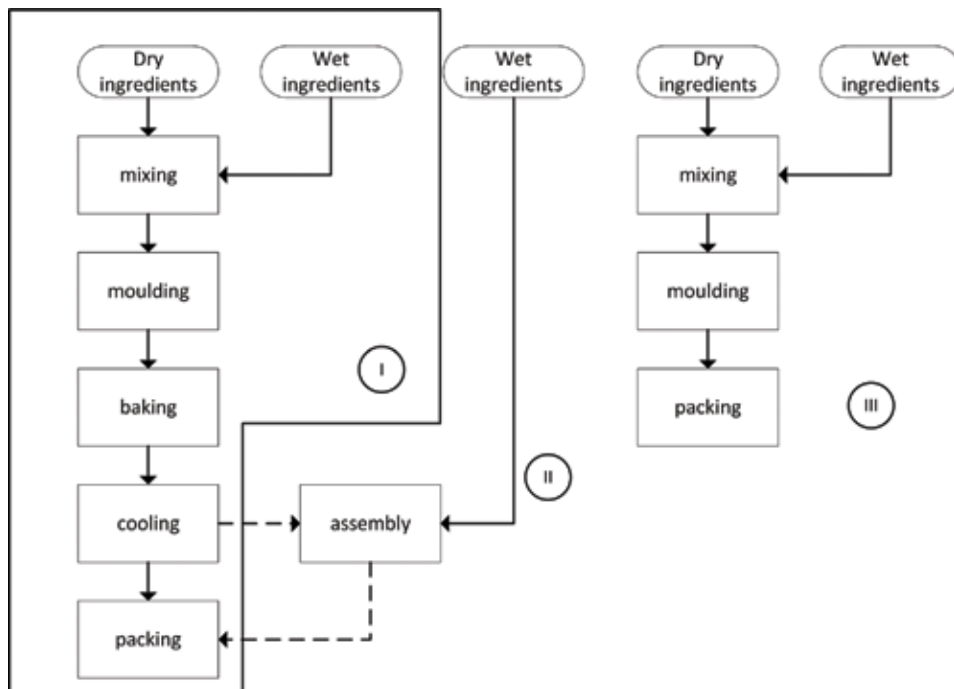 Dry
ingredients
Wet
ingredients
Wet
ingredients
Dry
ingredients
Wet
ingredients
mixing
mixing
moulding
moulding
I
baking
packing
III
II
cooling
assembly
packing